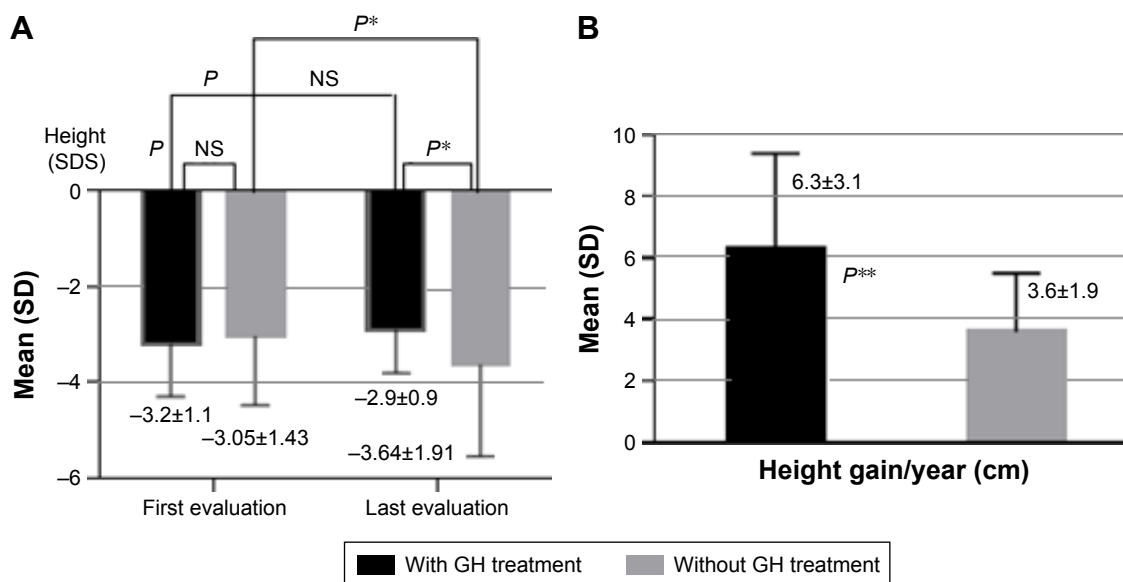 A
P*
P NS
Height
(SDS)
P NS
P*
0
–2
–4
–6
Mean (SD)
–3.2±1.1
–3.05±1.43
–2.9±0.9
–3.64±1.91
First evaluation
Last evaluation
B
10
8
6
4
2
0
Mean (SD)
6.3±3.1
P**
3.6±1.9
Height gain/year (cm)
With GH treatment
Without GH treatment